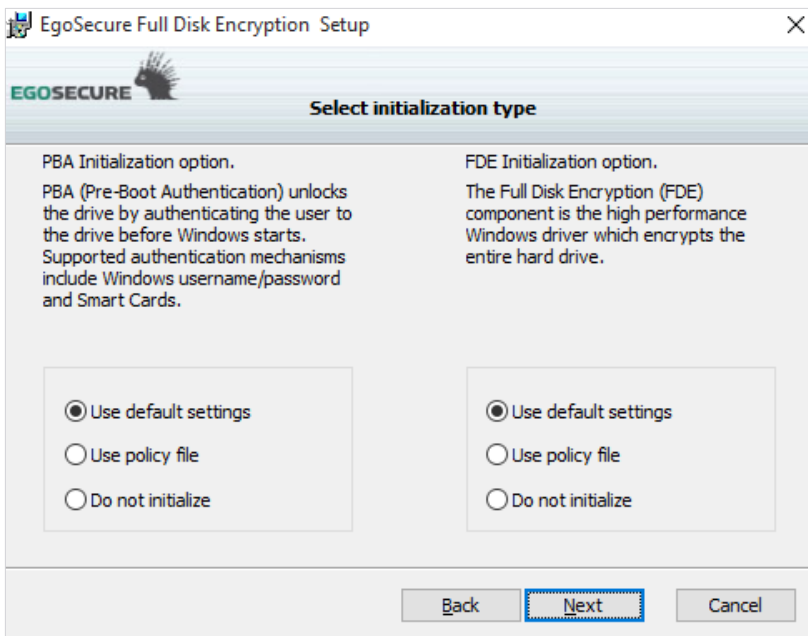 EgoSecure Full Disk Encryption Setup
EGOSECURE
Select initialization type
PBA Initialization option.
PBA (Pre-Boot Authentication) unlocks
the drive by authenticating the user to
the drive before Windows starts.
Supported authentication mechanisms
include Windows username/password
and Smart Cards.
Use default settings
Use policy file
Do not initialize
FDE Initialization option.
The Full Disk Encryption (FDE)
component is the high performance
Windows driver which encrypts the
entire hard drive.
Use default settings
Use policy file
Do not initialize
Back
Next
Cancel